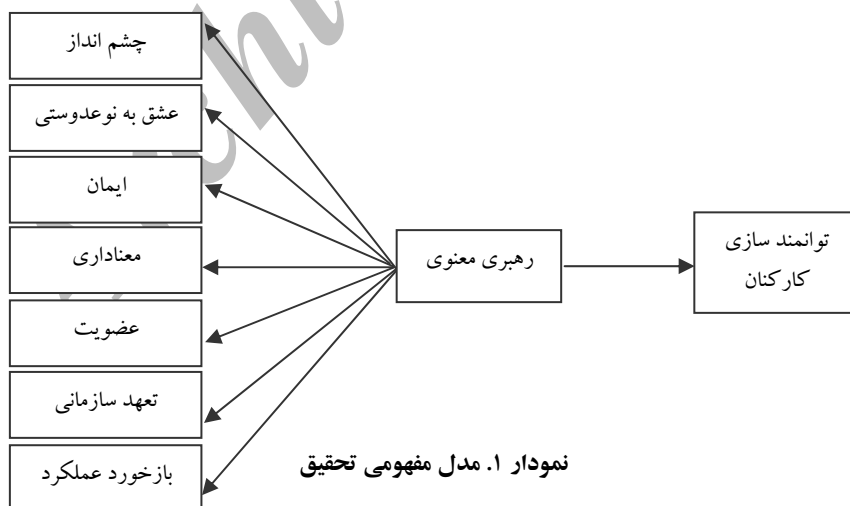 چشم انداز
عشق به نوعدوستی
ایمان
معناداری
عضویت
تعهد سازمانی
بازخورد عملکرد
رهبری معنوی
توانمند سازی
کارکنان
نمودار ۱. مدل مفهومی تحقیق